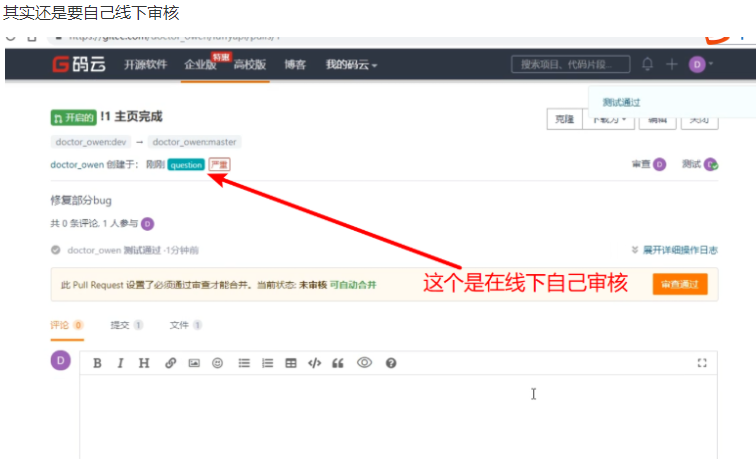 其实还是要自己线下审核
码云 开源软件 企业版 特惠 高校版 博客 我的码云 搜索项目、代码片段... D
测试通过
开启的 !1 主页完成 克隆 编辑 关闭
doctor_owen:dev → doctor_owen:master
doctor_owen 创建于： 刚刚 question 严重 审查 D 测试
修复部分bug
共 0 条评论, 1 人参与 D
doctor_owen 测试通过 -1分钟前 展开详细操作日志
此 Pull Request 设置了必须通过审查才能合并。当前状态: 未审核 可自动合并 审查通过
这个是在线下自己审核
评论 0 提交 1 文件 1
D B I H